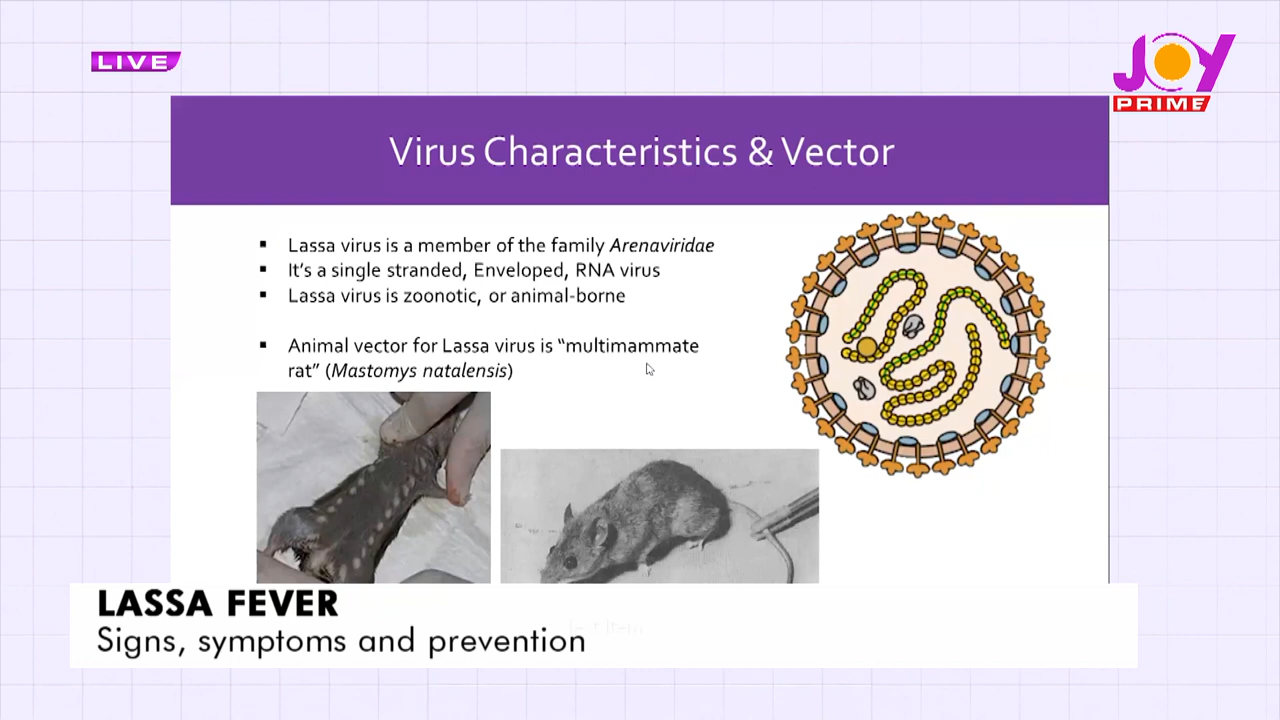 LIVE
JOY
PRIME
Virus Characteristics & Vector
▪ Lassa virus is a member of the family Arenaviridae
▪ It's a single stranded, Enveloped, RNA virus
▪ Lassa virus is zoonotic, or animal-borne
▪ Animal vector for Lassa virus is “multimammate
rat” (Mastomys natalensis)
LASSA FEVER
Signs, symptoms and prevention